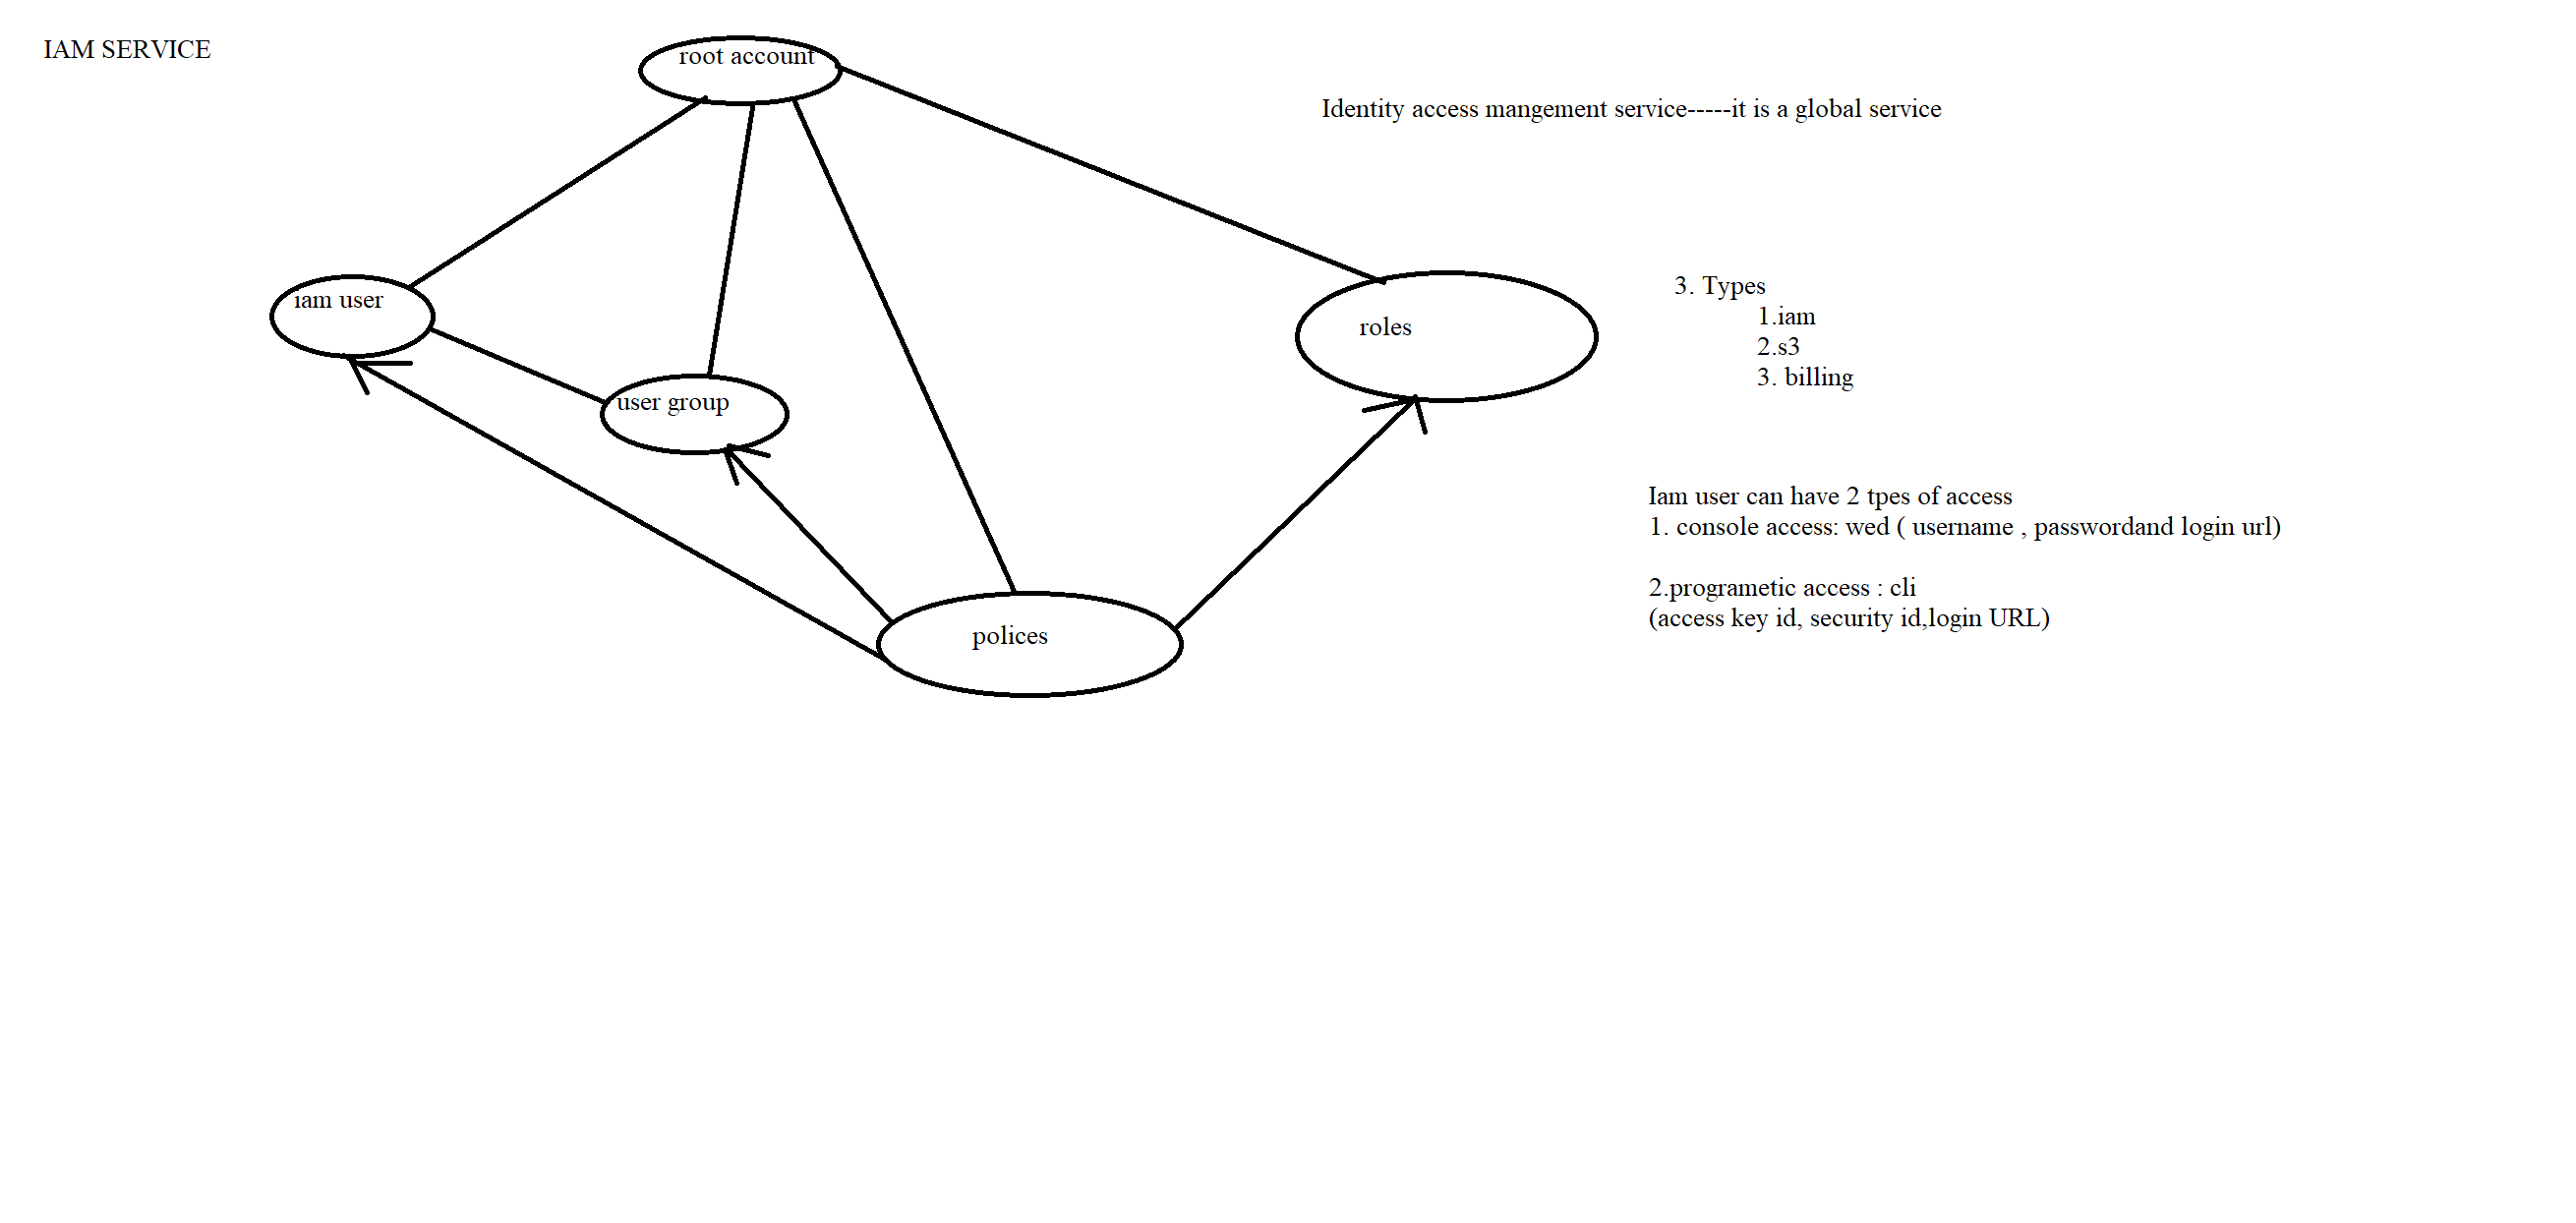 IAM SERVICE
root account
Identity access mangement service-----it is a global service
iam user
user group
roles
3. Types
1.iam
2.s3
3. billing
Iam user can have 2 tpes of access
1. console access: wed ( username , passwordand login url)
2.programetic access : cli
(access key id, security id,login URL)
polices